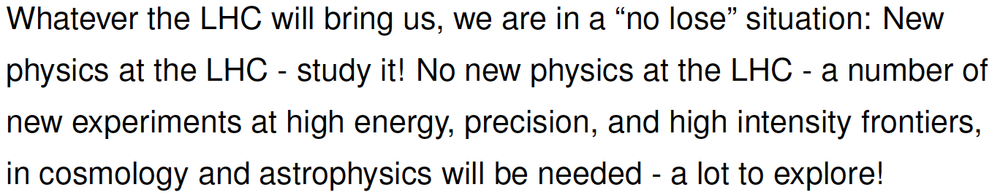 Whatever the LHC will bring us, we are in a “no lose” situation: New
physics at the LHC - study it! No new physics at the LHC - a number of
new experiments at high energy, precision, and high intensity frontiers,
in cosmology and astrophysics will be needed - a lot to explore!